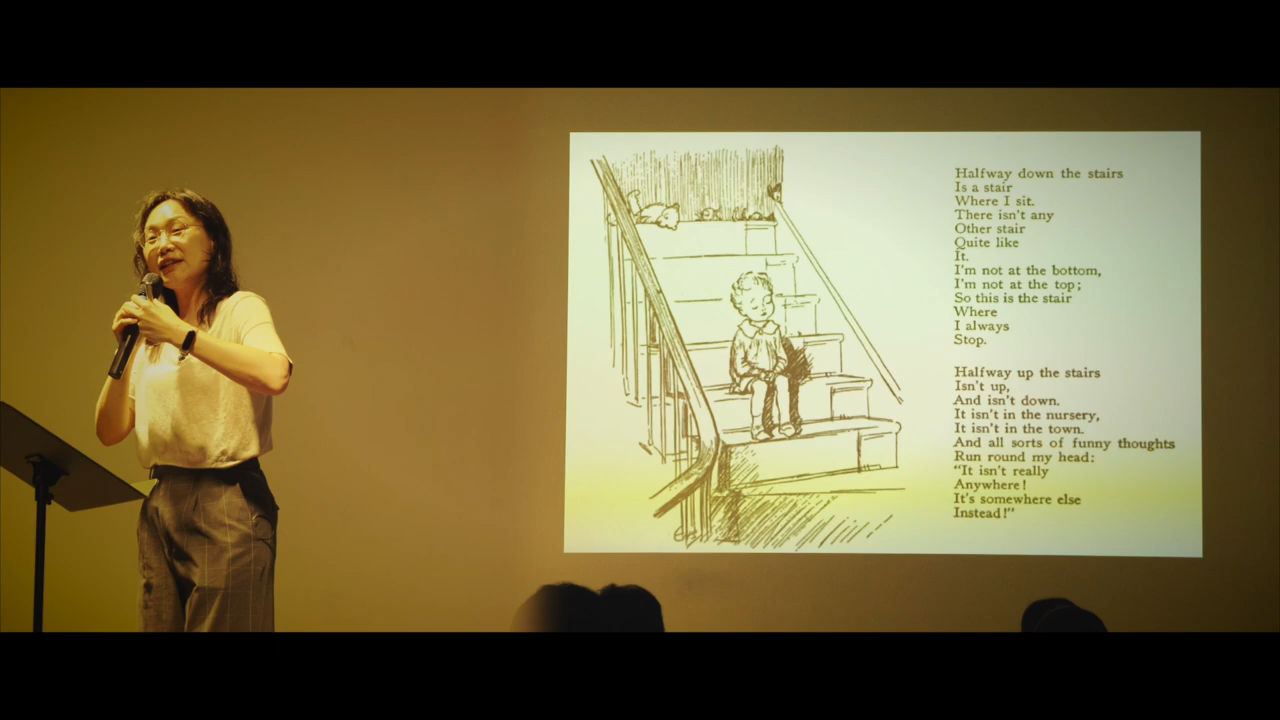 Halfway down the stairs
Is a stair
Where I sit.
There isn't any
Other stair
Quite like
It.
I'm not at the bottom,
I'm not at the top;
So this is the stair
Where
I always
Stop.
Halfway up the stairs
Isn't up,
And isn't down.
It isn't in the nursery,
It isn't in the town.
And all sorts of funny thoughts
Run round my head:
"It isn't really
Anywhere!
It's somewhere else
Instead!"